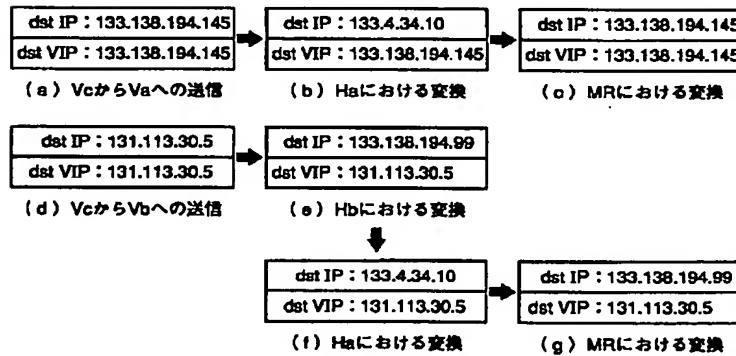 dst IP：133.138.194.145
dst VIP：133.138.194.145
（a）VcからVaへの送信
dst IP：133.4.34.10
dst VIP：133.138.194.145
（b）Haにおける変換
dst IP：133.138.194.145
dst VIP：133.138.194.145
（c）MRにおける変換
dst IP：131.113.30.5
dst VIP：131.113.30.5
（d）VcからVbへの送信
dst IP：133.138.194.99
dst VIP：131.113.30.5
（e）Hbにおける変換
dst IP：133.4.34.10
dst VIP：131.113.30.5
（f）Haにおける変換
dst IP：133.138.194.99
dst VIP：131.113.30.5
（g）MRにおける変換